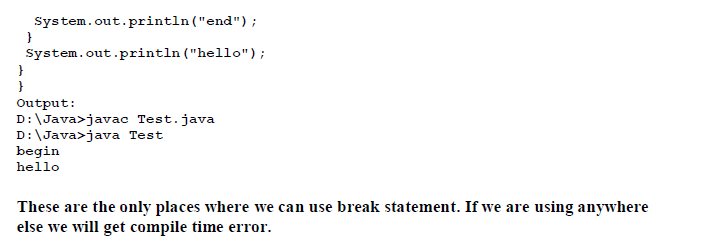 System.out.println("end");
}
System.out.println("hello");
}
}
Output:
D:\Java>javac Test.java
D:\Java>java Test
begin
hello
These are the only places where we can use break statement. If we are using anywhere
else we will get compile time error.